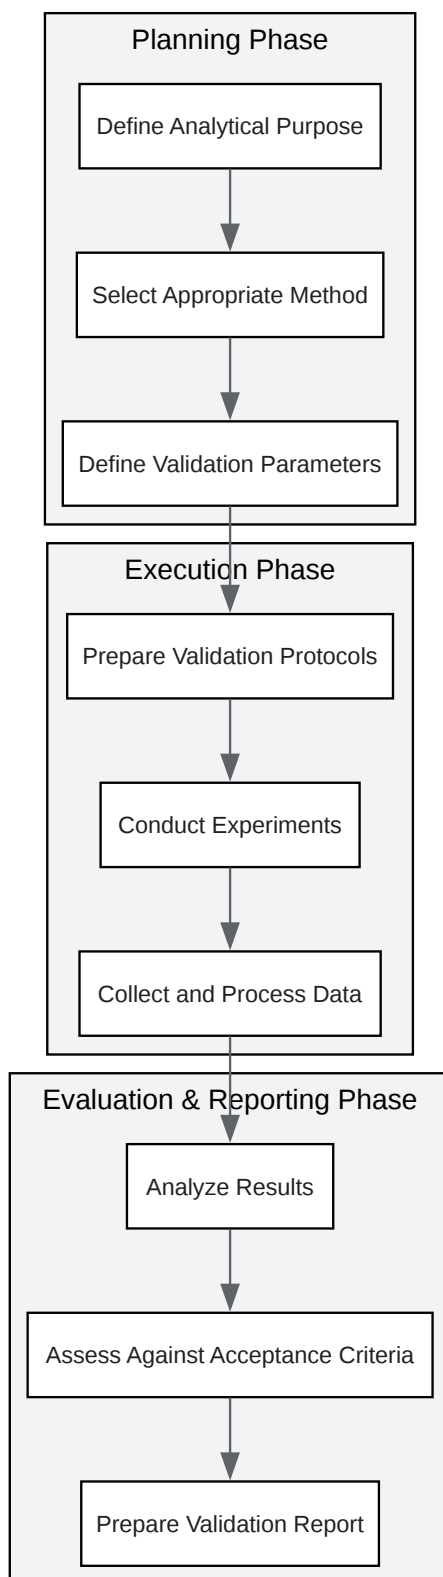 Planning Phase
Define Analytical Purpose
Select Appropriate Method
Define Validation Parameters
Execution Phase
Prepare Validation Protocols
Conduct Experiments
Collect and Process Data
Evaluation & Reporting Phase
Analyze Results
Assess Against Acceptance Criteria
Prepare Validation Report